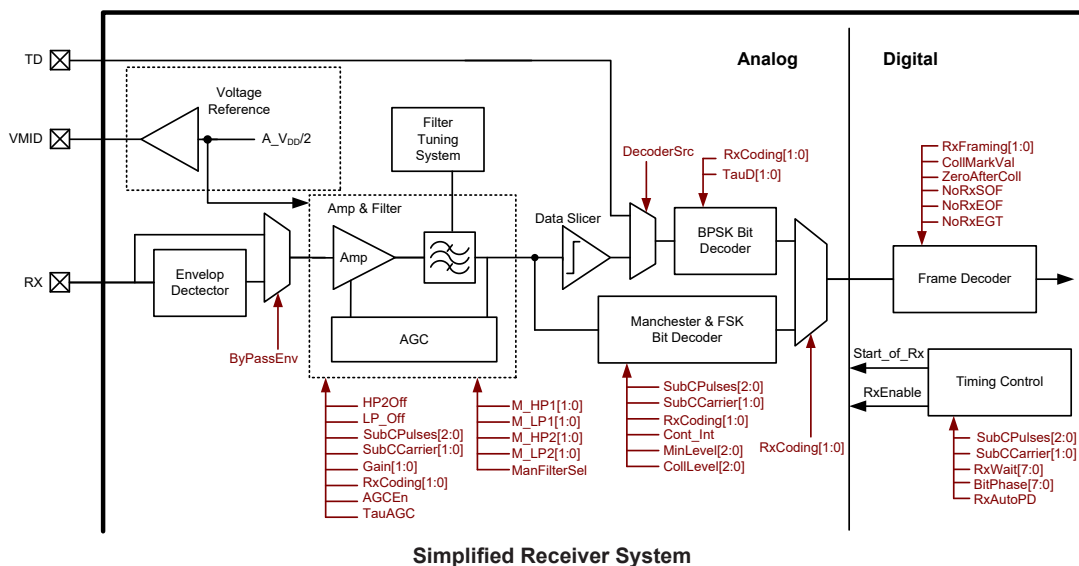 TD
Analog
Digital
Voltage
Reference
VMID
A_VDD/2
Filter
Tuning
System
DecoderSrc
RxCoding[1:0]
TauD[1:0]
RxFraming[1:0]
CollMarkVal
ZeroAfterColl
NoRxSOF
NoRxEOF
NoRxEGT
Amp & Filter
Data Slicer
BPSK Bit
Decoder
RX
Envelop
Dectector
Amp
Frame Decoder
AGC
Manchester & FSK
Bit Decoder
ByPassEnv
Start_of_Rx
RxEnable
Timing Control
HP2Off
LP_Off
SubCPulses[2:0]
SubCCarrier[1:0]
Gain[1:0]
RxCoding[1:0]
AGCEn
TauAGC
M_HP1[1:0]
M_LP1[1:0]
M_HP2[1:0]
M_LP2[1:0]
ManFilterSel
SubCPulses[2:0]
SubCCarrier[1:0]
RxCoding[1:0]
Cont_Int
MinLevel[2:0]
CollLevel[2:0]
RxCoding[1:0]
SubCPulses[2:0]
SubCCarrier[1:0]
RxWait[7:0]
BitPhase[7:0]
RxAutoPD
Simplified Receiver System